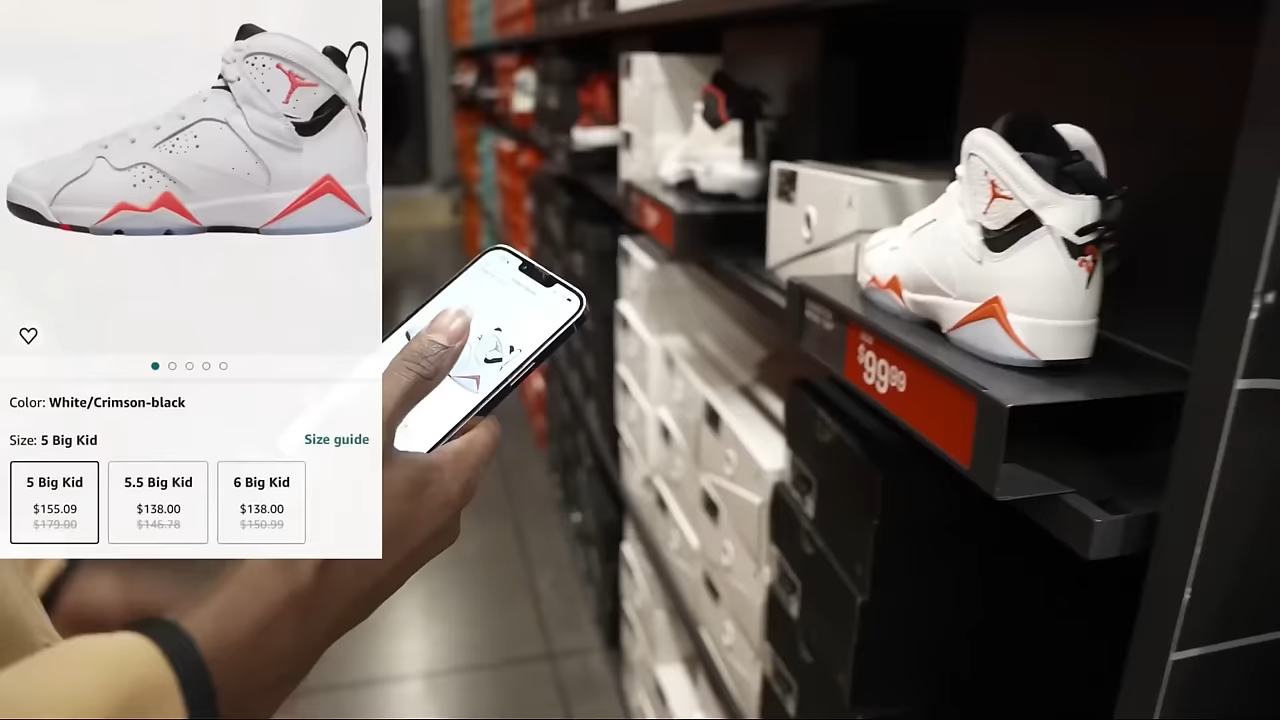 Color: White/Crimson-black
Size: 5 Big Kid
Size guide
5 Big Kid
$155.09
$179.00
5.5 Big Kid
$138.00
$146.78
6 Big Kid
$138.00
$150.99
$99.99